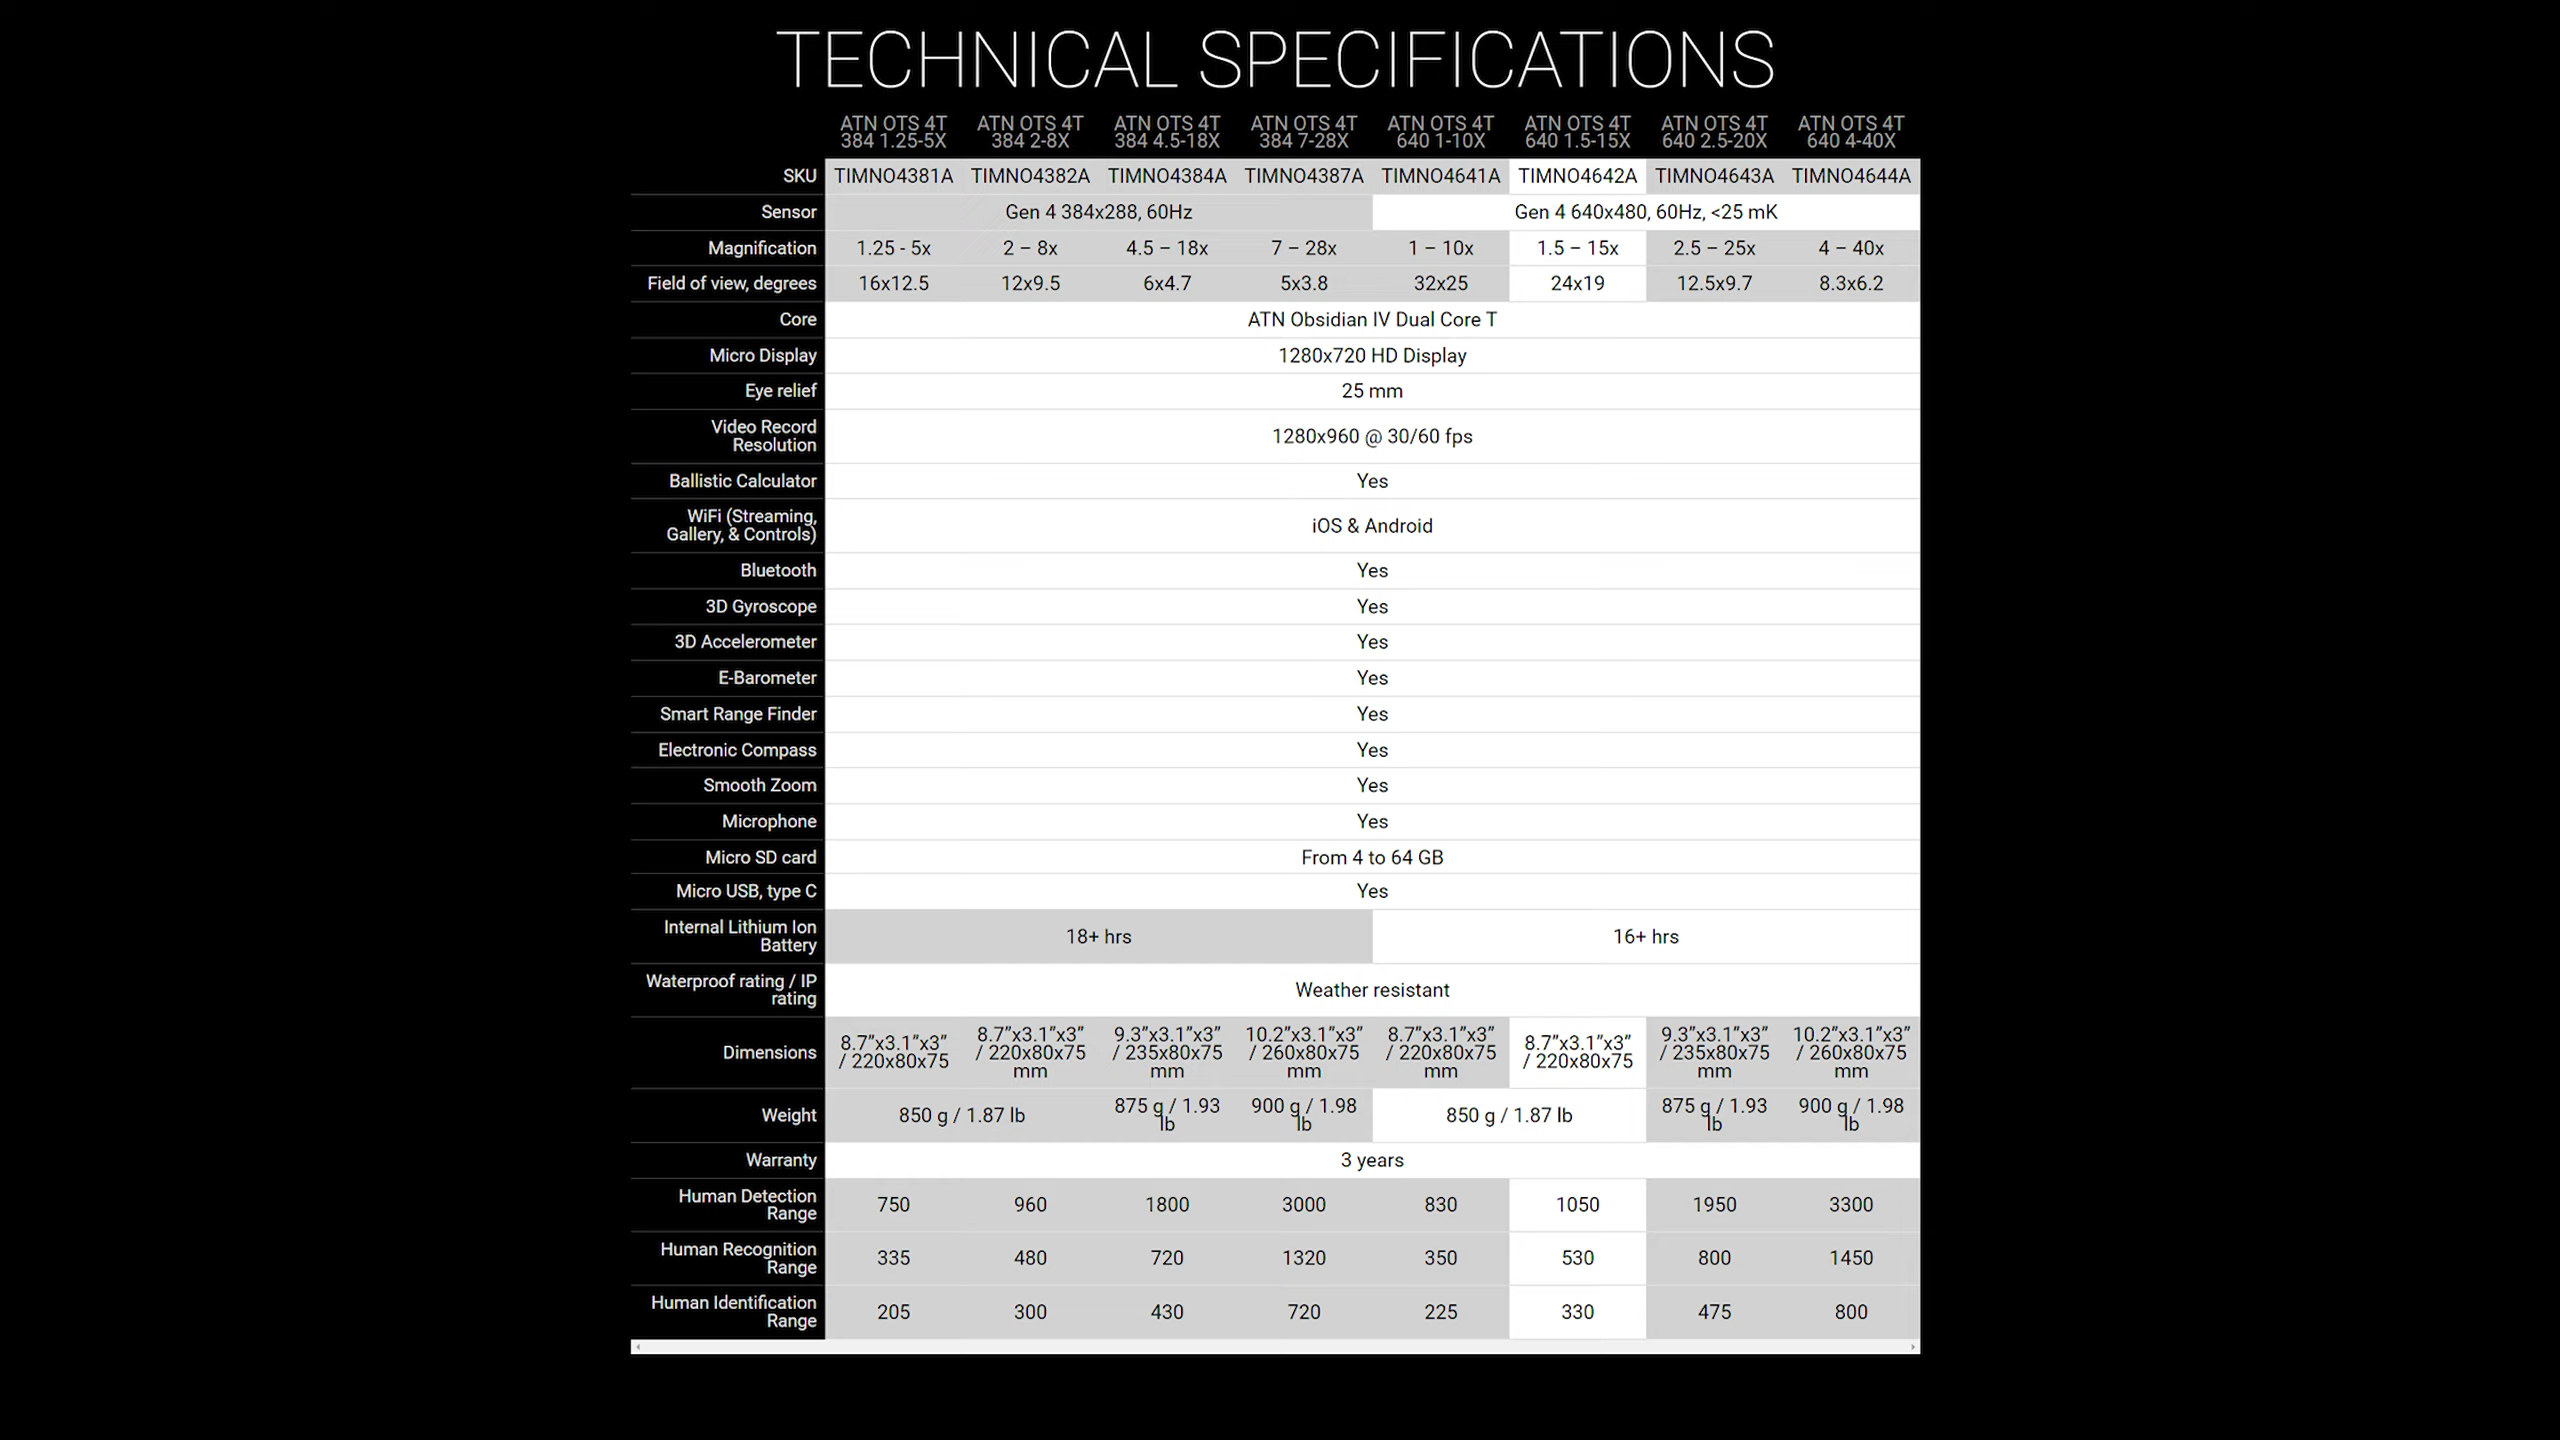 TECHNICAL SPECIFICATIONS
ATN OTS 4T ATN OTS 4T ATN OTS 4T ATN OTS 4T ATN OTS 4T ATN OTS 4T ATN OTS 4T ATN OTS 4T
384 1.25-5X 384 2-8X 384 4.5-18X 384 7-28X 640 1-10X 640 1.5-15X 640 2.5-20X 640 4-40X
SKU TIMNO4381A TIMNO4382A TIMNO4384A TIMNO4387A TIMNO4641A TIMNO4642A TIMNO4643A TIMNO4644A
Sensor Gen 4 384x288, 60Hz Gen 4 640x480, 60Hz, <25 mK
Magnification 1.25 - 5x 2 – 8x 4.5 – 18x 7 – 28x 1 – 10x 1.5 – 15x 2.5 – 25x 4 – 40x
Field of view, degrees 16x12.5 12x9.5 6x4.7 5x3.8 32x25 24x19 12.5x9.7 8.3x6.2
Core ATN Obsidian IV Dual Core T
Micro Display 1280x720 HD Display
Eye relief 25 mm
Video Record
Resolution 1280x960 @ 30/60 fps
Ballistic Calculator Yes
WiFi (Streaming,
Gallery, & Controls) iOS & Android
Bluetooth Yes
3D Gyroscope Yes
3D Accelerometer Yes
E-Barometer Yes
Smart Range Finder Yes
Electronic Compass Yes
Smooth Zoom Yes
Microphone Yes
Micro SD card From 4 to 64 GB
Micro USB, type C Yes
Internal Lithium Ion
Battery 18+ hrs 16+ hrs
Waterproof rating / IP
rating Weather resistant
Dimensions
8.7”x3.1”x3”
/ 220x80x75
8.7”x3.1”x3”
/ 220x80x75
mm
9.3”x3.1”x3”
/ 235x80x75
mm
10.2”x3.1”x3”
/ 260x80x75
mm
8.7”x3.1”x3”
/ 220x80x75
mm
8.7”x3.1”x3”
/ 220x80x75
9.3”x3.1”x3”
/ 235x80x75
mm
10.2”x3.1”x3”
/ 260x80x75
mm
Weight
850 g / 1.87 lb
875 g / 1.93
lb
900 g / 1.98
lb
850 g / 1.87 lb
875 g / 1.93
lb
900 g / 1.98
lb
Warranty 3 years
Human Detection
Range 750 960 1800 3000 830 1050 1950 3300
Human Recognition
Range 335 480 720 1320 350 530 800 1450
Human Identification
Range 205 300 430 720 225 330 475 800